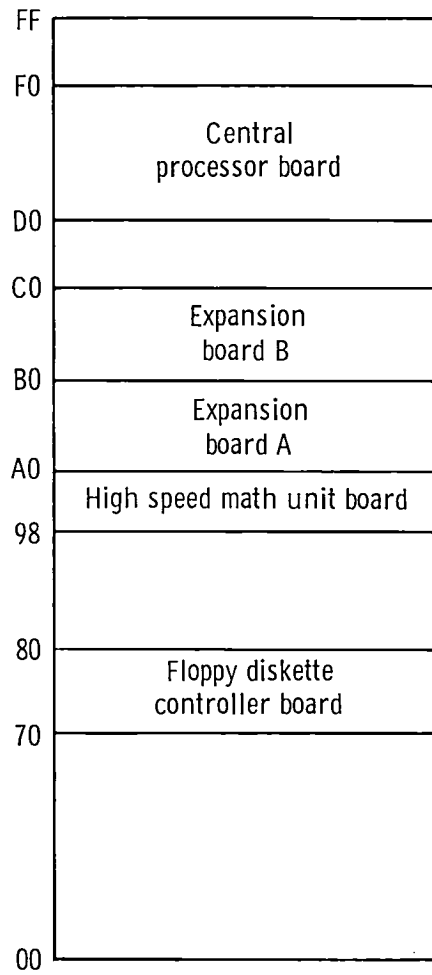 FF
F0
Central
processor board
D0
C0
Expansion
board B
B0
Expansion
board A
A0
High speed math unit board
98
80
Floppy diskette
controller board
70
00